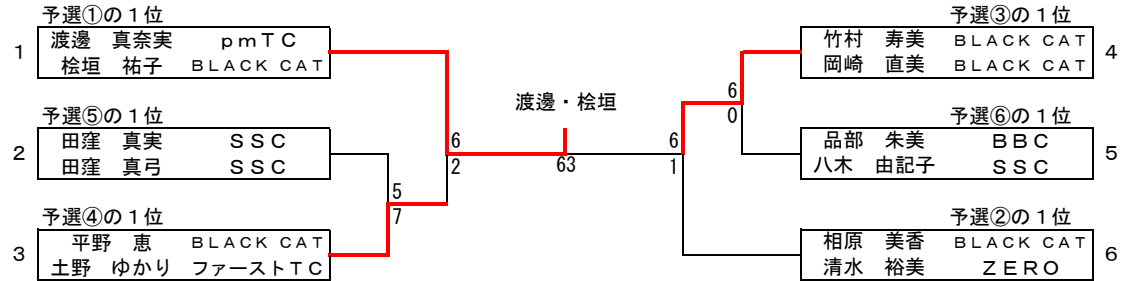 予選①の1位
1 渡邊 真奈実 pmTC
桧垣 祐子 BLACK CAT
予選⑤の1位
2 田窪 真実 SSC
田窪 真弓 SSC
予選④の1位
3 平野 恵 BLACK CAT
土野 ゆかり ファーストTC
5
7
6
2
渡邊・桧垣
63
6
1
6
0
予選③の1位
竹村 寿美 BLACK CAT 4
岡崎 直美 BLACK CAT
予選⑥の1位
品部 朱美 BBC 5
八木 由記子 SSC
予選②の1位
相原 美香 BLACK CAT 6
清水 裕美 ZERO